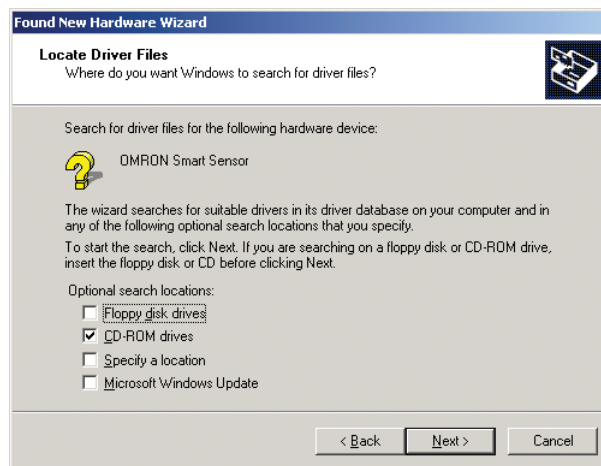 Found New Hardware Wizard
Locate Driver Files
Where do you want Windows to search for driver files?
Search for driver files for the following hardware device:
OMRON Smart Sensor
The wizard searches for suitable drivers in its driver database on your computer and in
any of the following optional search locations that you specify.
To start the search, click Next. If you are searching on a floppy disk or CD-ROM drive,
insert the floppy disk or CD before clicking Next.
Optional search locations:
Floppy disk drives
CD-ROM drives
Specify a location
Microsoft Windows Update
< Back Next > Cancel